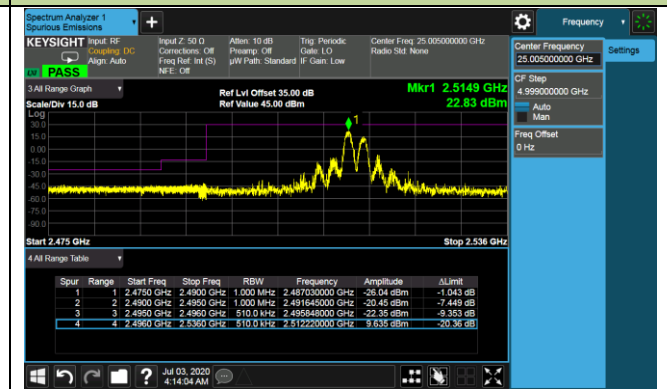 Spectrum Analyzer 1
Spurious Emissions
Frequency
KEYSIGHT Input: RF
Coupling: DC
Align: Auto
PASS
Input Z: 50 Ω
Corrections: Off
Freq Ref: Int (S)
NFE: Off
Atten: 10 dB
Preamp: Off
µW Path: Standard
Trig: Periodic
Gate: LO
IF Gain: Low
Center Freq: 25.005000000 GHz
Radio Std: None
Center Frequency
25.005000000 GHz
Settings
CF Step
4.999000000 GHz
Auto
Man
Freq Offset
0 Hz
3 All Range Graph
Scale/Div 15.0 dB
Ref Lvl Offset 35.00 dB
Ref Value 45.00 dBm
Mkr1 2.5149 GHz
22.83 dBm
Log
30.0
15.0
0.00
-15.0
-30.0
-45.0
-60.0
-75.0
-90.0
1
Start 2.475 GHz
Stop 2.536 GHz
4 All Range Table
Spur Range Start Freq Stop Freq RBW Frequency Amplitude ΔLimit
1 1 2.4750 GHz 2.4900 GHz 1.000 MHz 2.487030000 GHz -26.04 dBm -1.043 dB
2 2 2.4900 GHz 2.4950 GHz 1.000 MHz 2.491645000 GHz -20.45 dBm -7.449 dB
3 3 2.4950 GHz 2.4960 GHz 510.0 kHz 2.495848000 GHz -22.35 dBm -9.353 dB
4 4 2.4960 GHz 2.5360 GHz 510.0 kHz 2.512220000 GHz 9.635 dBm -20.36 dB
Jul 03, 2020
4:14:04 AM